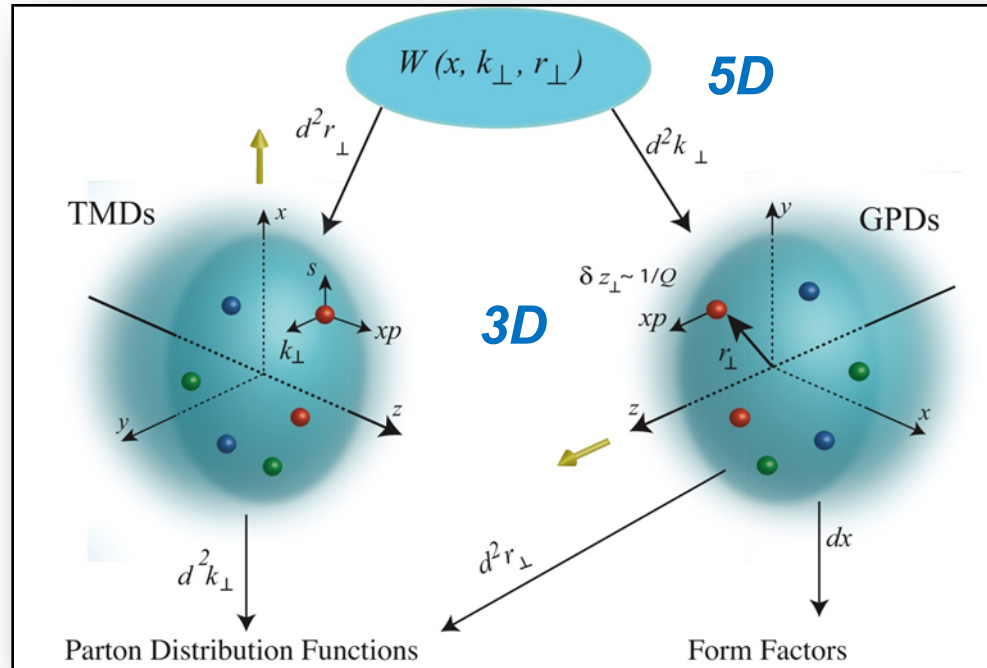 W (x, k⊥, r⊥)
5D
d²r⊥
d²k⊥
TMDs
GPDs
x
y
s
δ z⊥ ~ 1/Q
xp
k⊥
3D
xp
r⊥
y
z
z
x
d²k⊥
d²r⊥
dx
Parton Distribution Functions
Form Factors